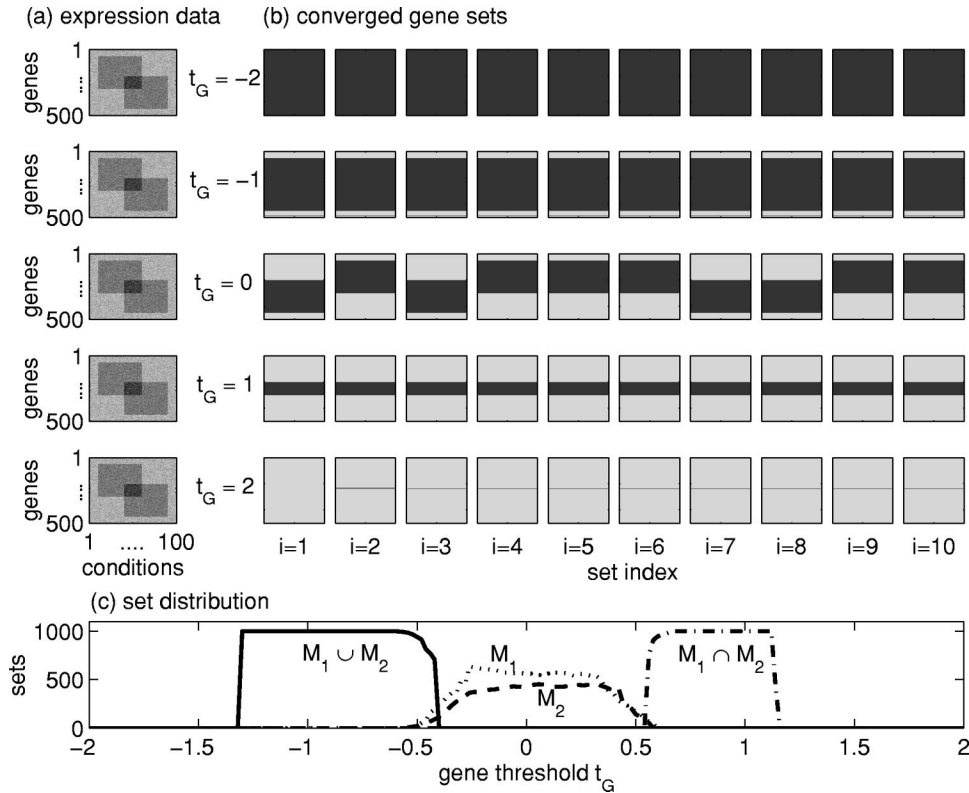 (a) expression data (b) converged gene sets
genes 1 .... 500 t_G = −2
genes 1 .... 500 t_G = −1
genes 1 .... 500 t_G = 0
genes 1 .... 500 t_G = 1
genes 1 .... 500 t_G = 2
1 .... 100 i=1 i=2 i=3 i=4 i=5 i=6 i=7 i=8 i=9 i=10
conditions set index
(c) set distribution
sets 1000 500 0
M_1 ∪ M_2 M_1 M_2 M_1 ∩ M_2
−2 −1.5 −1 −0.5 0 0.5 1 1.5 2
gene threshold t_G